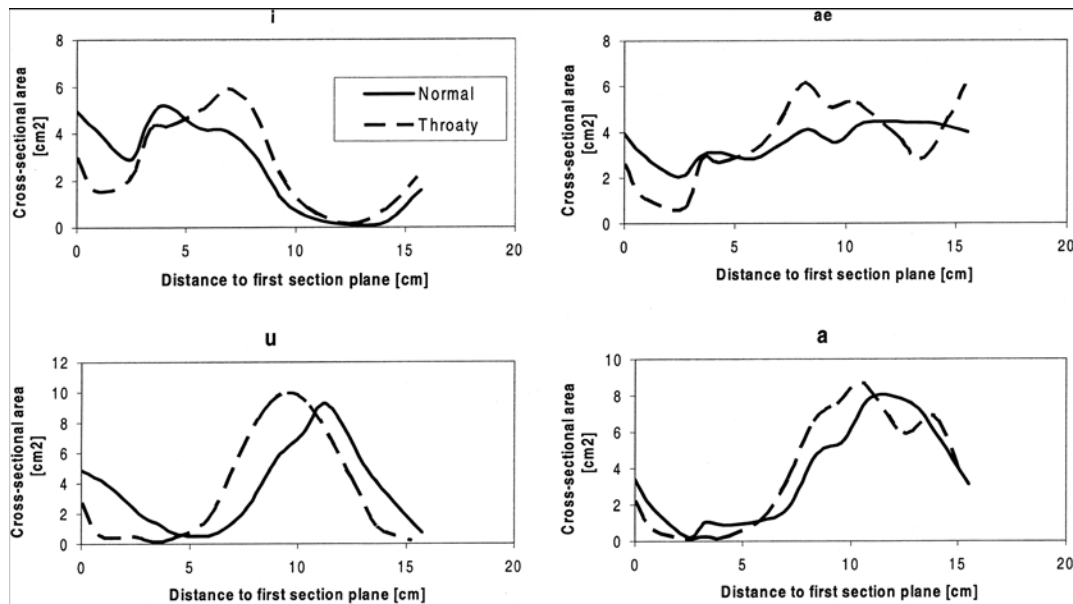 i
8
6
4
2
0
Cross-sectional area
[cm2]
Normal
Throaty
0 5 10 15 20
Distance to first section plane [cm]
ae
8
6
4
2
0
Cross-sectional area
[cm2]
0 5 10 15 20
Distance to first section plane [cm]
u
12
10
8
6
4
2
0
Cross-sectional area
[cm2]
0 5 10 15 20
Distance to first section plane [cm]
a
10
8
6
4
2
0
Cross-sectional area
[cm2]
0 5 10 15 20
Distance to first section plane [cm]